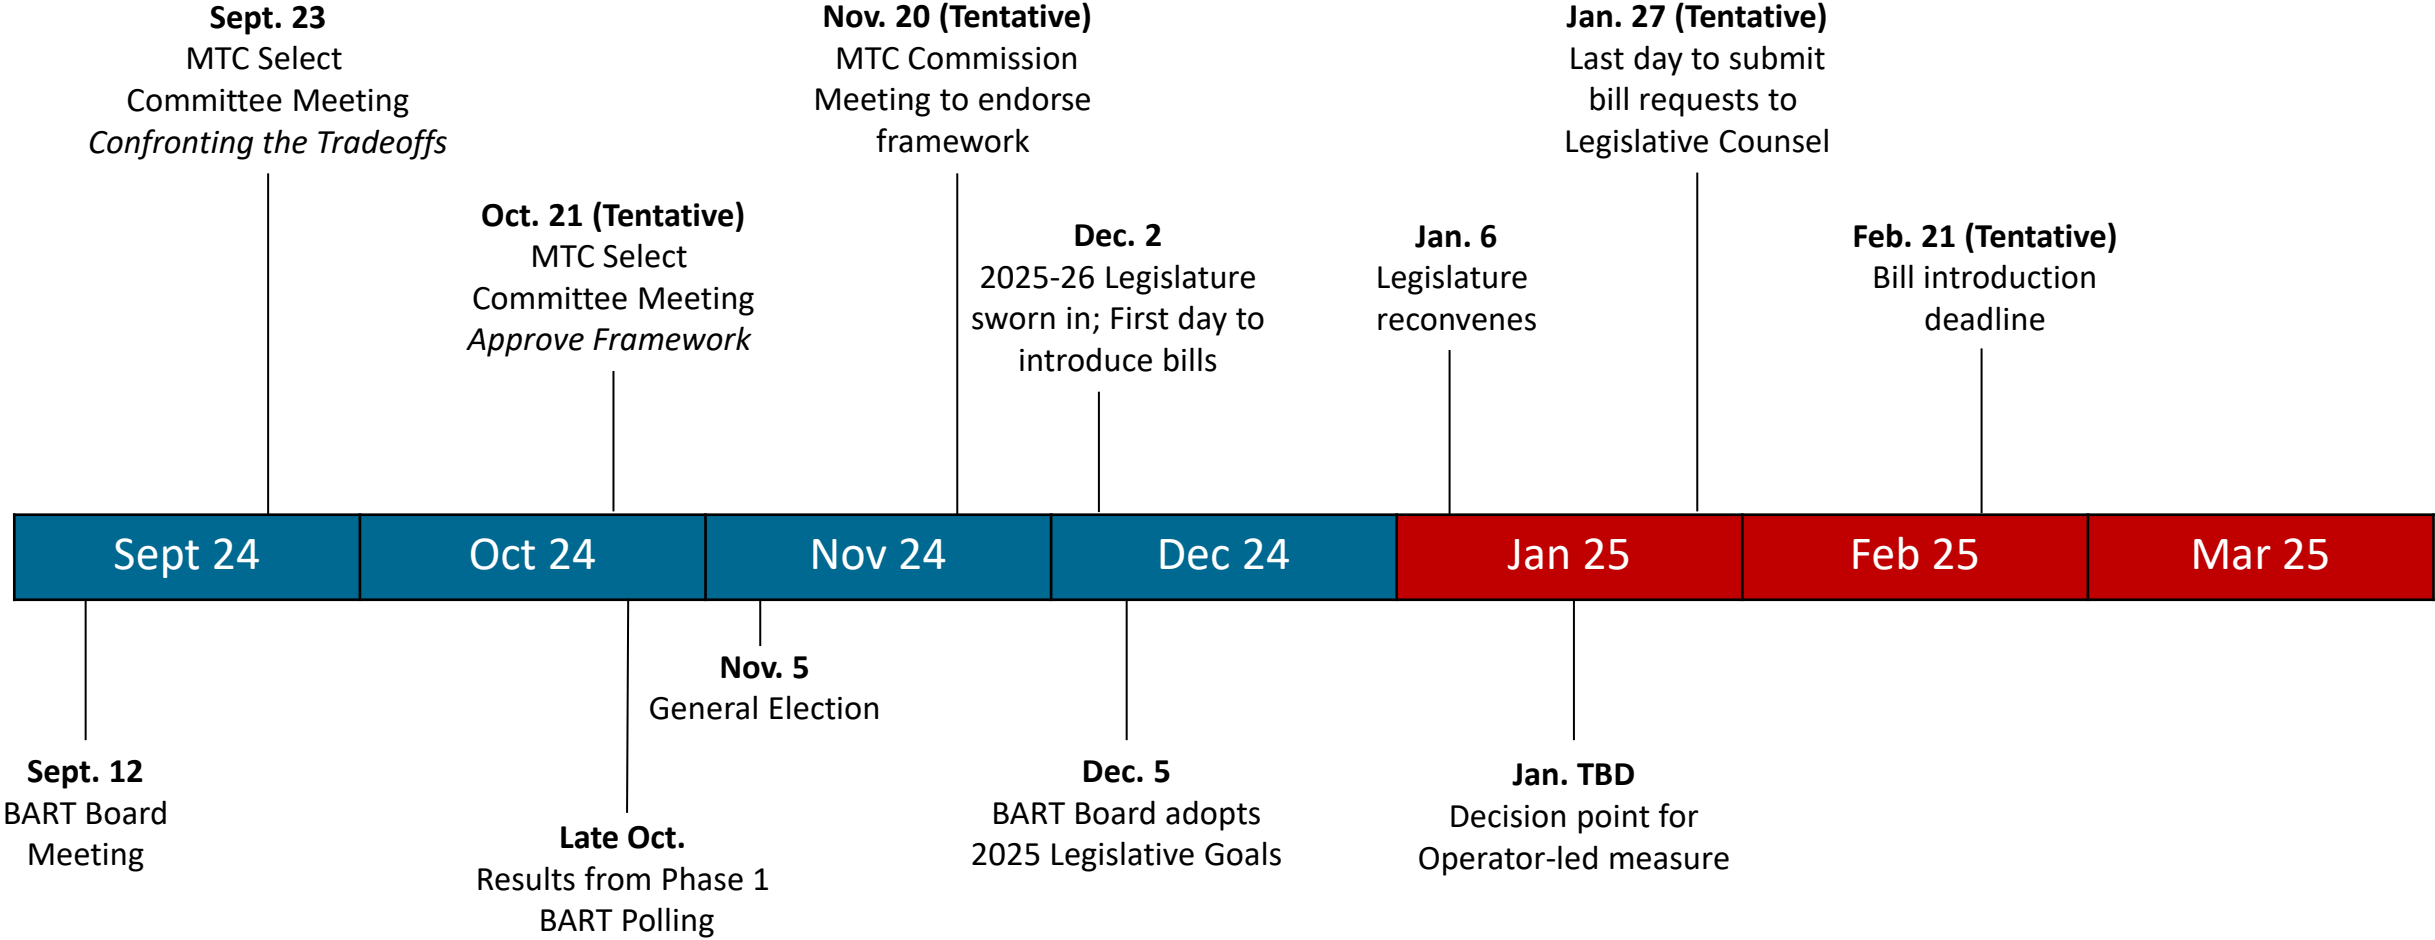 Sept. 23
MTC Select
Committee Meeting
Confronting the Tradeoffs
Oct. 21 (Tentative)
MTC Select
Committee Meeting
Approve Framework
Nov. 20 (Tentative)
MTC Commission
Meeting to endorse
framework
Dec. 2
2025-26 Legislature
sworn in; First day to
introduce bills
Jan. 6
Legislature
reconvenes
Jan. 27 (Tentative)
Last day to submit
bill requests to
Legislative Counsel
Feb. 21 (Tentative)
Bill introduction
deadline
Sept 24
Oct 24
Nov 24
Dec 24
Jan 25
Feb 25
Mar 25
Sept. 12
BART Board
Meeting
Late Oct.
Results from Phase 1
BART Polling
Nov. 5
General Election
Dec. 5
BART Board adopts
2025 Legislative Goals
Jan. TBD
Decision point for
Operator-led measure